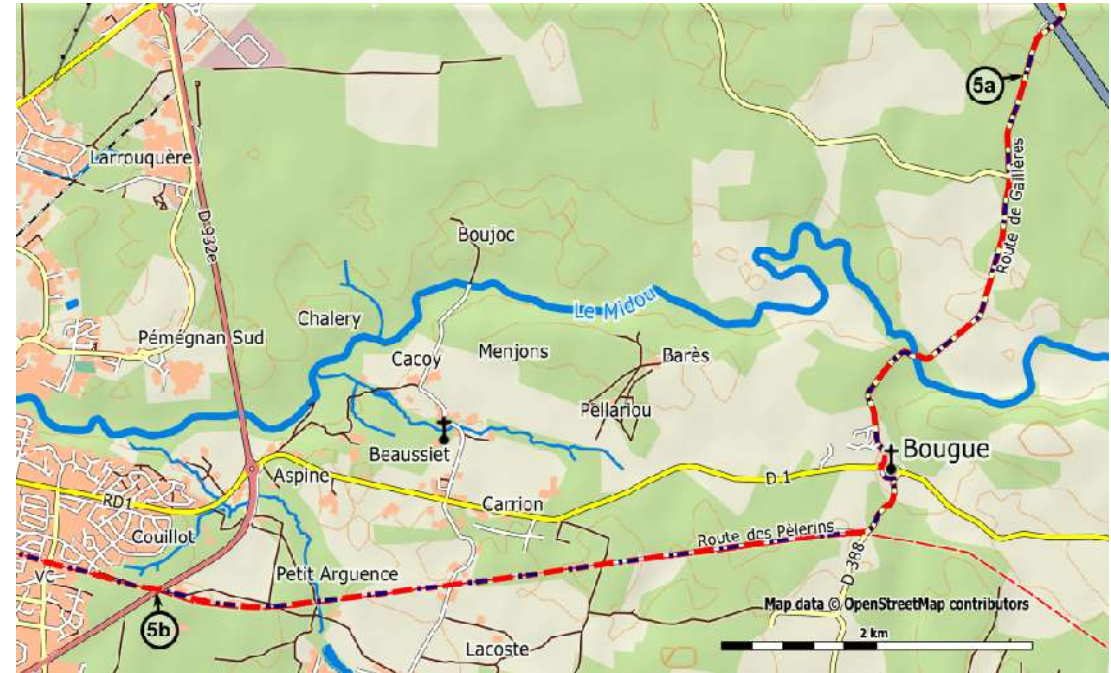 5a
Larrouquère
D 932e
Route de Gaillères
Boujoc
Le Midou
Chalery
Pémégnan Sud
Cacoy
Menjons
Barès
Pellariou
Beaussiet
Bougue
Aspine
D 1
RD1
Carrion
Couillot
Route des Pèlerins
VC
Petit Arguence
D 388
Map data © OpenStreetMap contributors
5b
2 km
Lacoste